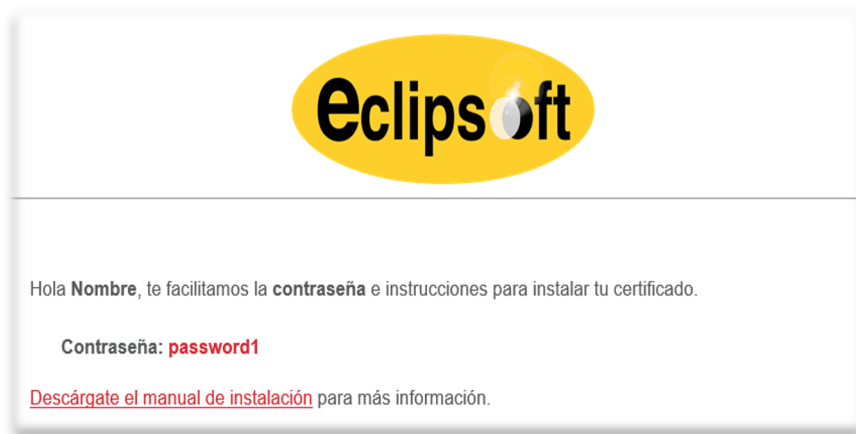 eclipsoft
Hola Nombre, te facilitamos la contraseña e instrucciones para instalar tu certificado.
Contraseña: password1
Descárgate el manual de instalación para más información.